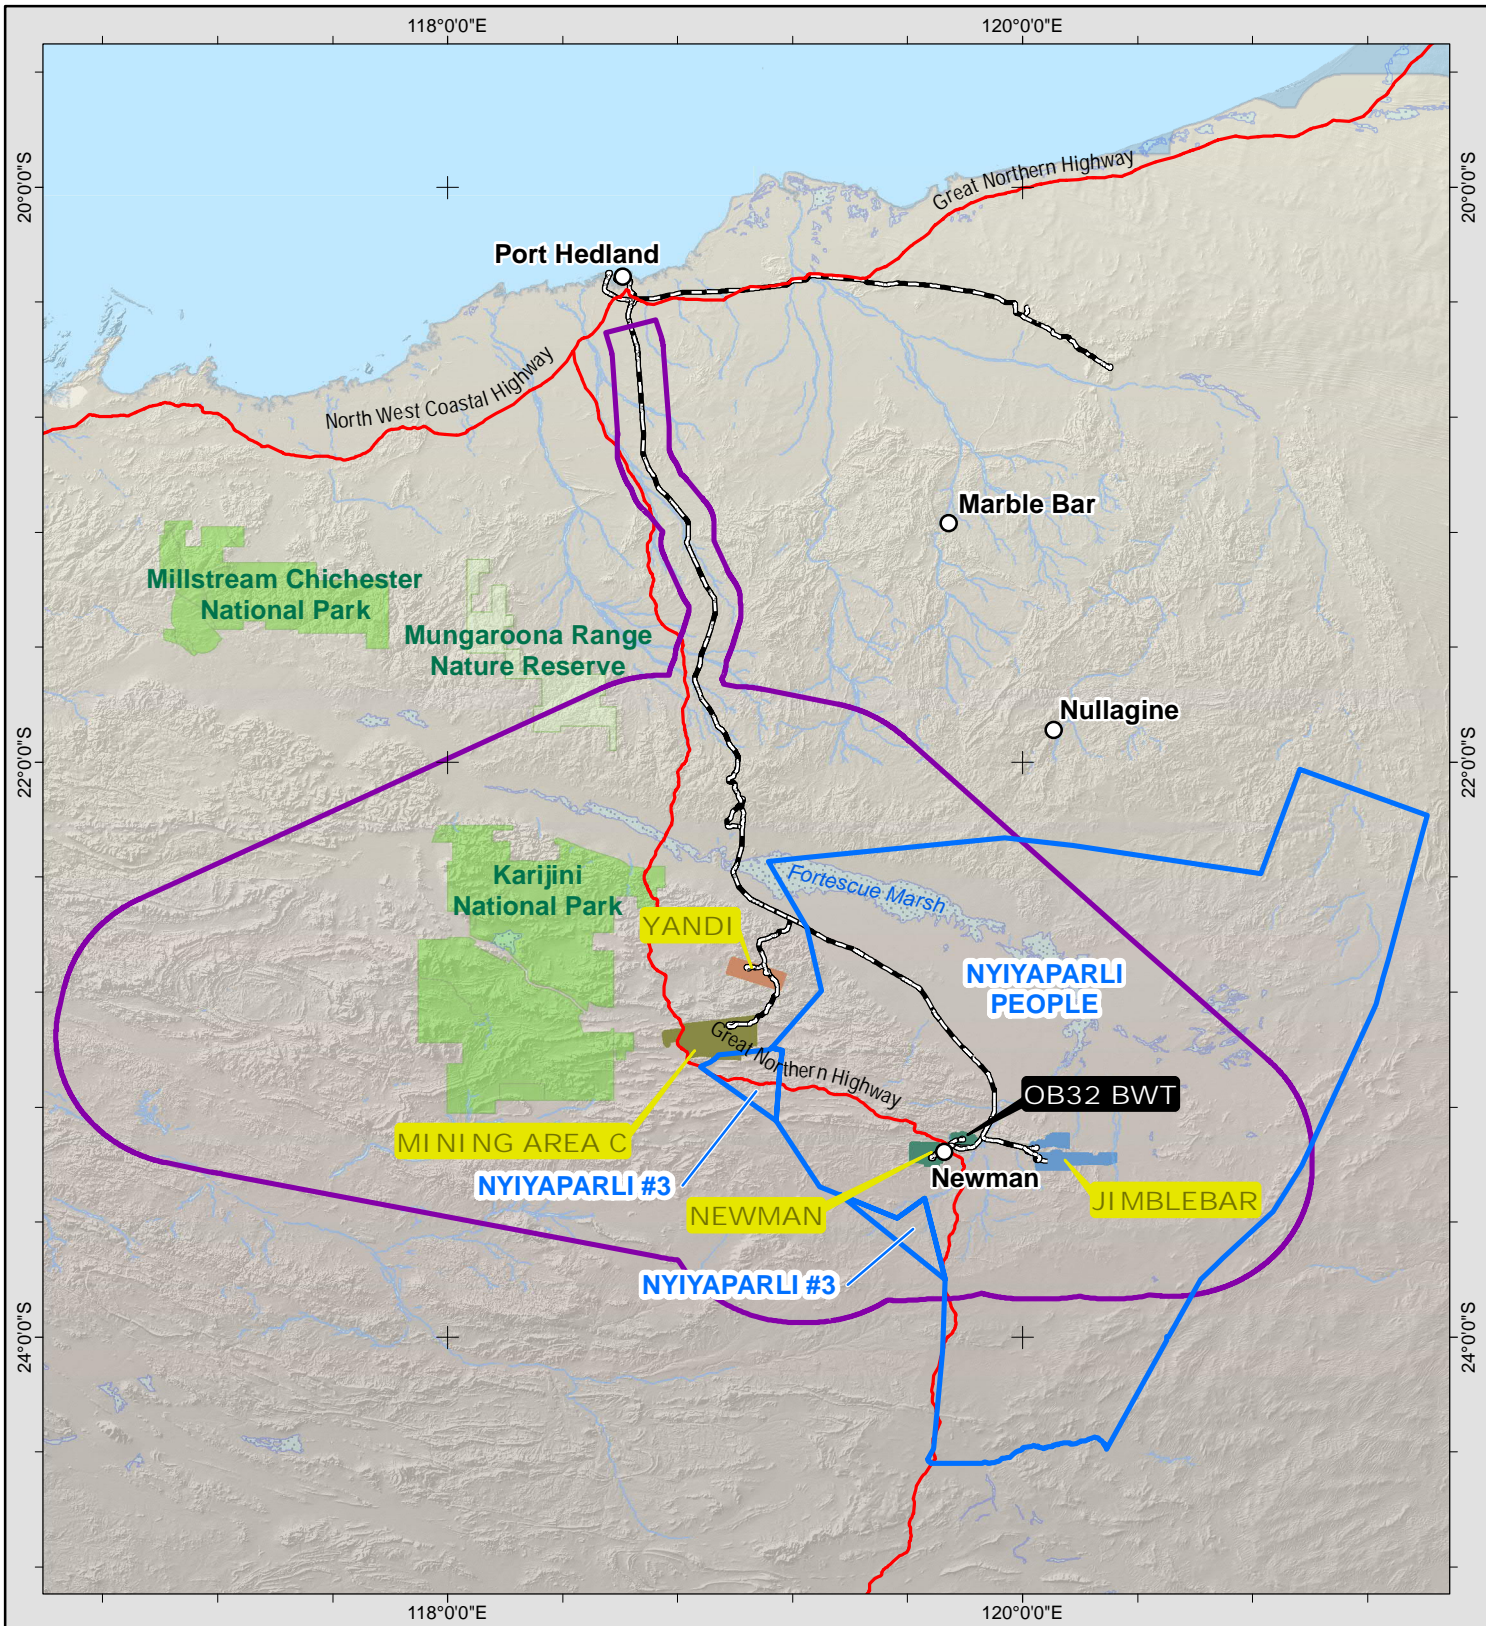 118°0'0"E
120°0'0"E
20°0'0"S
20°0'0"S
Great Northern Highway
Port Hedland
North West Coastal Highway
Marble Bar
Millstream Chichester
National Park
Mungaroona Range
Nature Reserve
Nullagine
22°0'0"S
22°0'0"S
Karijini
National Park
Fortescue Marsh
YANDI
NYIYAPARLI
PEOPLE
Great Northern Highway
OB32 BWT
MINING AREA C
NYIYAPARLI #3
Newman
NEWMAN
JIMBLEBAR
NYIYAPARLI #3
24°0'0"S
24°0'0"S
118°0'0"E
120°0'0"E